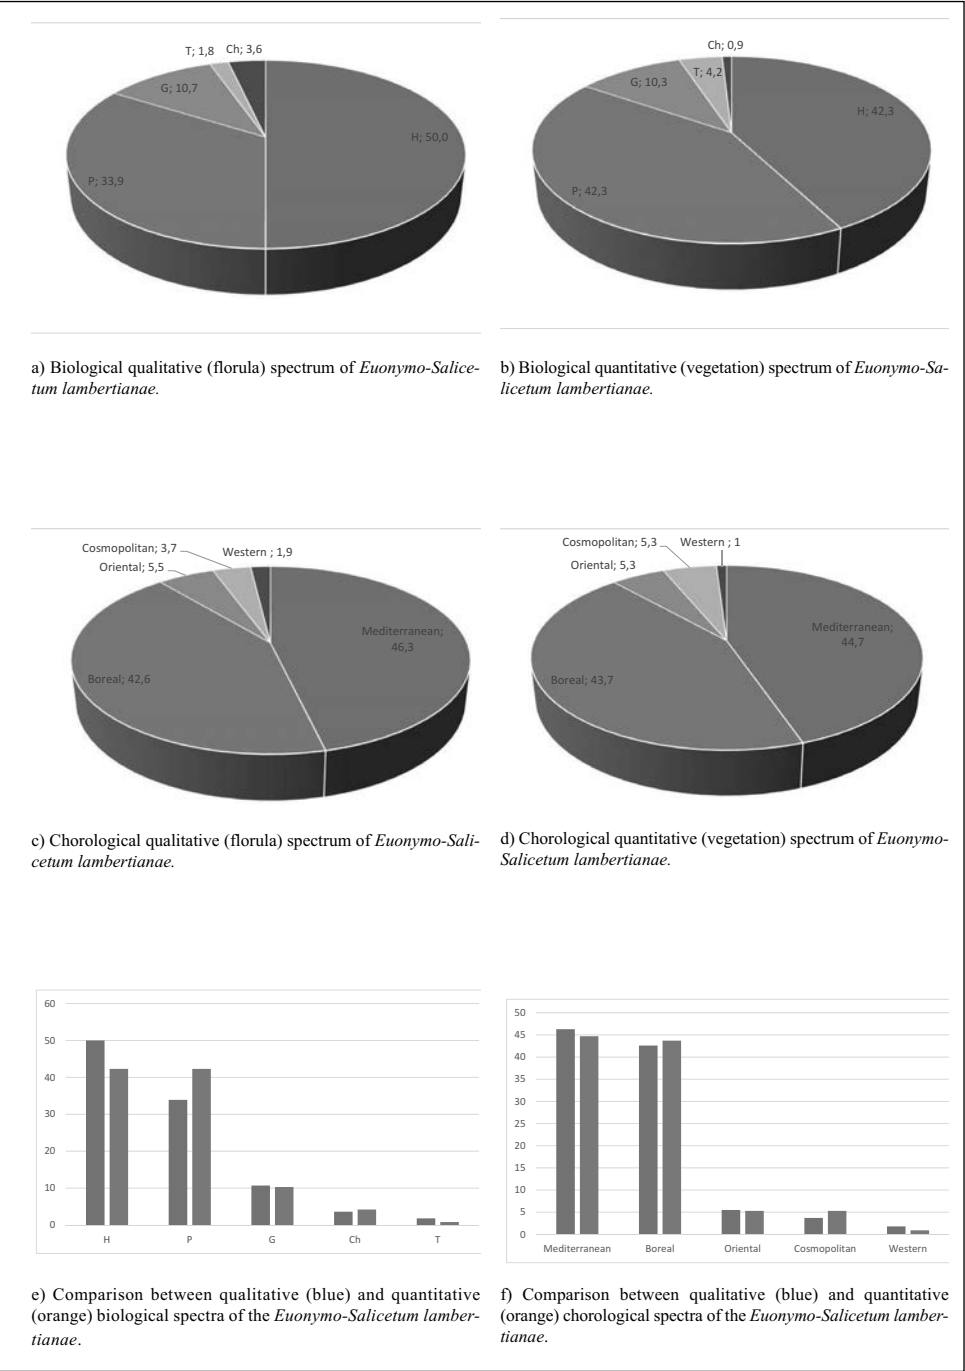 T; 1,8 Ch; 3,6
G; 10,7
H; 50,0
P; 33,9
a) Biological qualitative (florula) spectrum of Euonymo-Salice-
tum lambertianae.
Ch; 0,9
T; 4,2
G; 10,3
H; 42,3
P; 42,3
b) Biological quantitative (vegetation) spectrum of Euonymo-Sa-
licetum lambertianae.
Cosmopolitan; 3,7 Western ; 1,9
Oriental; 5,5
Mediterranean;
46,3
Boreal; 42,6
c) Chorological qualitative (florula) spectrum of Euonymo-Sali-
cetum lambertianae.
Cosmopolitan; 5,3 Western ; 1
Oriental; 5,3
Mediterranean;
44,7
Boreal; 43,7
d) Chorological quantitative (vegetation) spectrum of Euonymo-
Salicetum lambertianae.
60
50
40
30
20
10
0
H P G Ch T
e) Comparison between qualitative (blue) and quantitative
(orange) biological spectra of the Euonymo-Salicetum lamber-
tianae.
50
45
40
35
30
25
20
15
10
5
0
Mediterranean Boreal Oriental Cosmopolitan Western
f) Comparison between qualitative (blue) and quantitative
(orange) chorological spectra of the Euonymo-Salicetum lamber-
tianae.